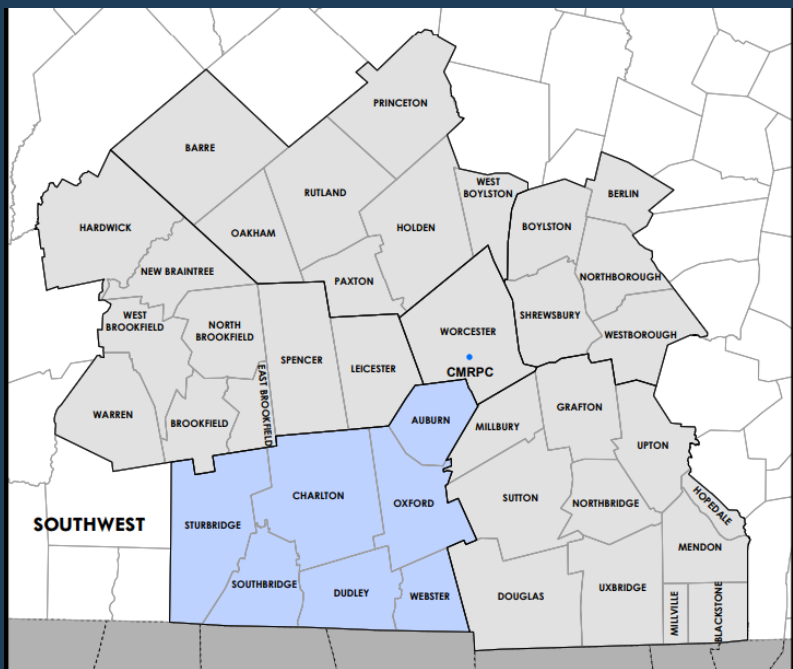 PRINCETON
BARRE
RUTLAND
WEST
BOYLSTON
BERLIN
HARDWICK
OAKHAM
HOLDEN
BOYLSTON
NEW BRAINTREE
PAXTON
NORTHBOROUGH
WEST
BROOKFIELD
NORTH
BROOKFIELD
SHREWSBURY
WORCESTER
WESTBOROUGH
SPENCER
LEICESTER
CMRPC
EAST BROOKFIELD
WARREN
BROOKFIELD
AUBURN
MILLBURY
GRAFTON
UPTON
SOUTHWEST
STURBRIDGE
CHARLTON
OXFORD
SUTTON
NORTHBRIDGE
HOPEDALE
MENDON
SOUTHBRIDGE
DUDLEY
WEBSTER
DOUGLAS
UXBRIDGE
MILLVILLE
BLACKSTONE